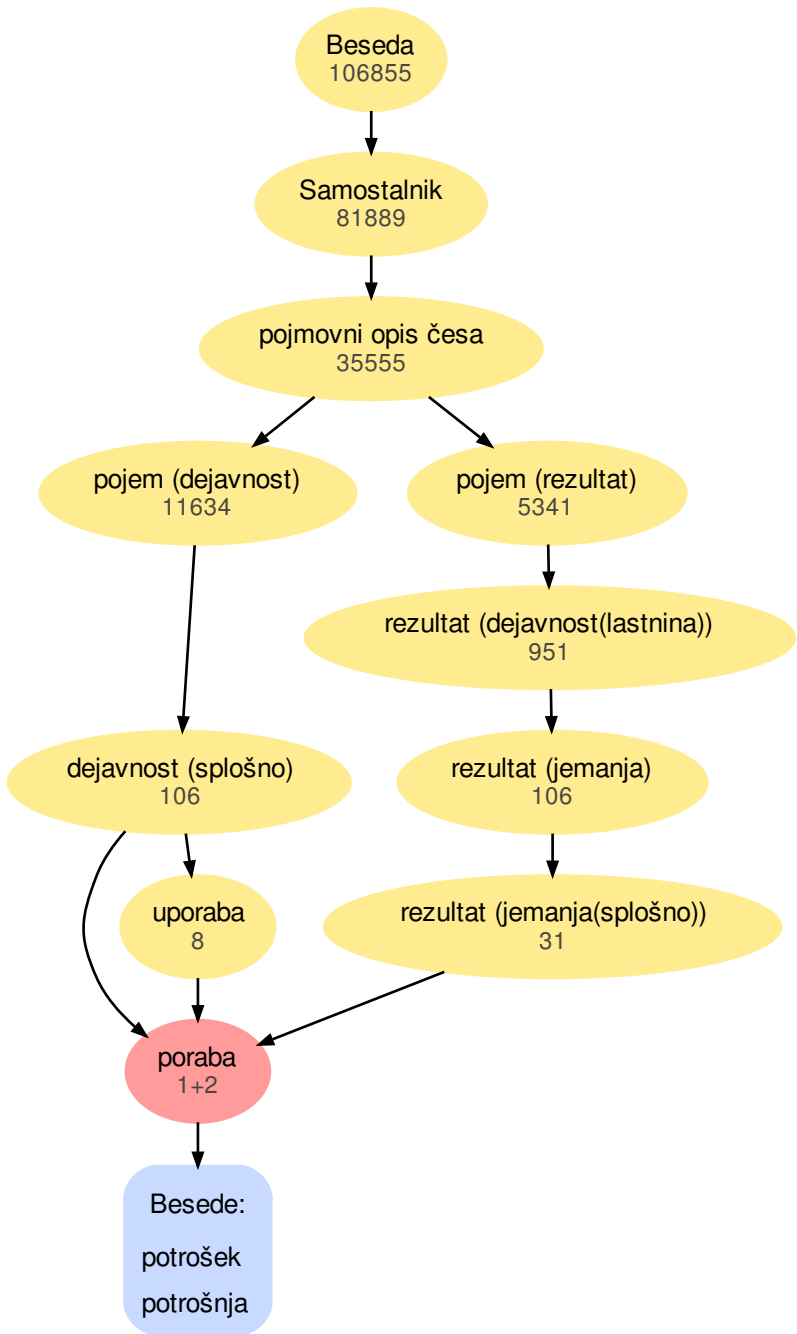 Beseda
106855
Samostalnik
81889
pojmovni opis česa
35555
pojem (dejavnost)
11634
pojem (rezultat)
5341
rezultat (dejavnost(lastnina))
951
dejavnost (splošno)
106
rezultat (jemanja)
106
uporaba
8
rezultat (jemanja(splošno))
31
poraba
1+2
Besede:
potrošek
potrošnja